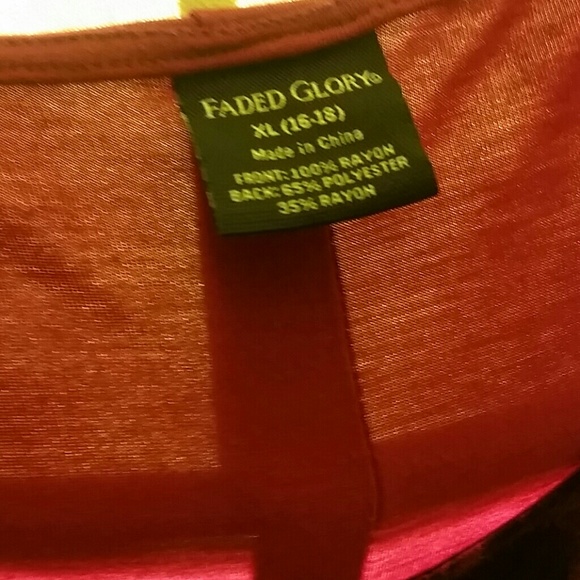 FADED GLORY®
XL (16-18)
Made in China
FRONT: 100% RAYON
BACK: 65% POLYESTER
35% RAYON